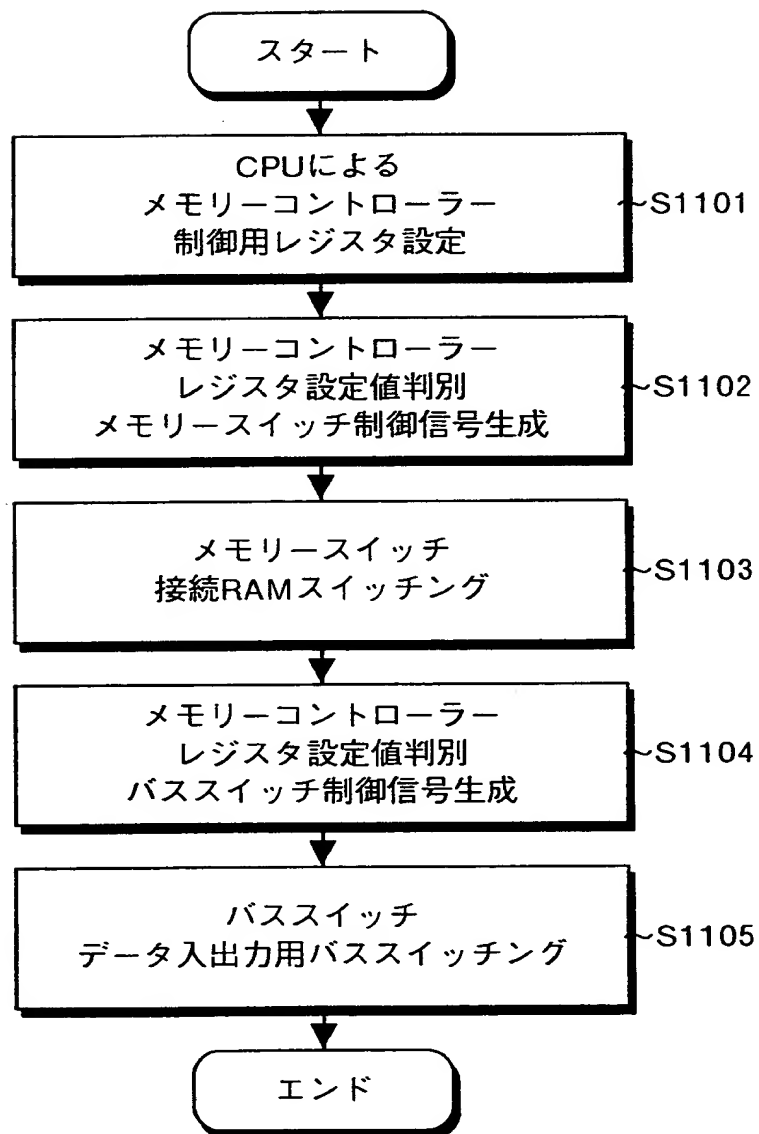 スタート
CPUによる
メモリーコントローラー
制御用レジスタ設定
S1101
メモリーコントローラー
レジスタ設定値判別
メモリースイッチ制御信号生成
S1102
メモリースイッチ
接続RAMスイッチング
S1103
メモリーコントローラー
レジスタ設定値判別
バススイッチ制御信号生成
S1104
バススイッチ
データ入出力用バススイッチング
S1105
エンド